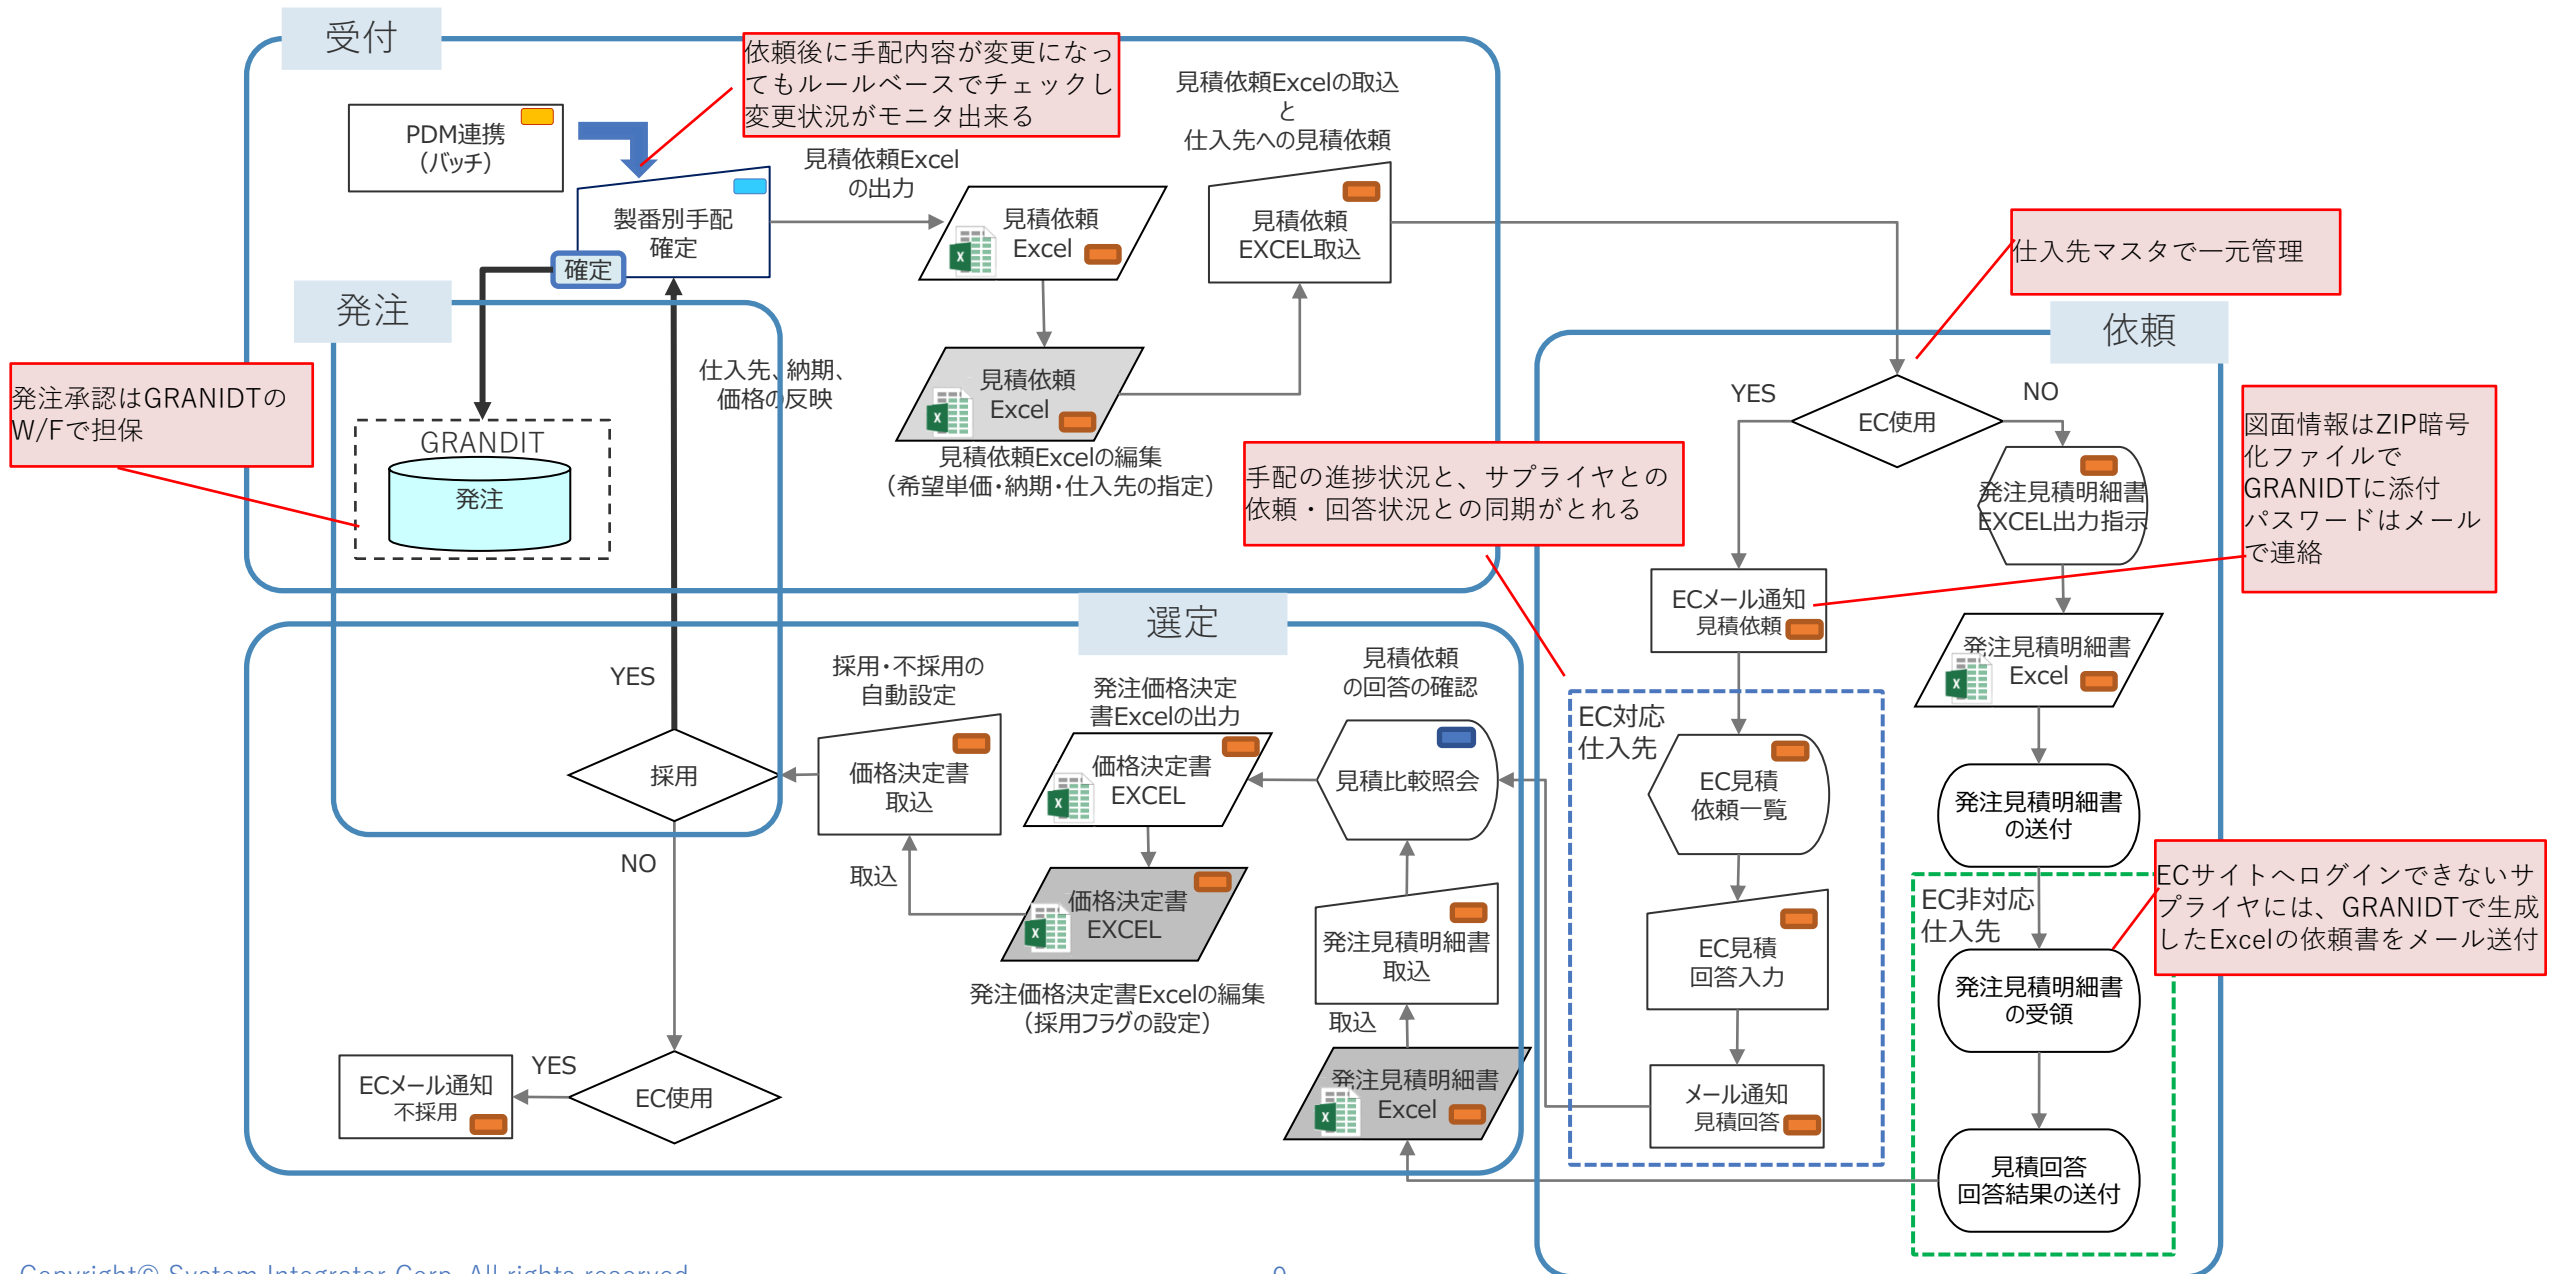 受付
依頼後に手配内容が変更になっ
てもルールベースでチェックし
変更状況がモニタ出来る
PDM連携
（バッチ）
見積依頼Excel
の出力
見積依頼Excelの取込
と
仕入先への見積依頼
製番別手配
確定
確定
見積依頼
Excel
見積依頼
EXCEL取込
仕入先マスタで一元管理
発注
依頼
発注承認はGRANIDTの
W/Fで担保
仕入先、納期、
価格の反映
見積依頼
Excel
見積依頼Excelの編集
（希望単価・納期・仕入先の指定）
GRANDIT
発注
YES
NO
EC使用
図面情報はZIP暗号
化ファイルで
GRANIDTに添付
パスワードはメール
で連絡
手配の進捗状況と、サプライヤとの
依頼・回答状況との同期がとれる
発注見積明細書
EXCEL出力指示
ECメール通知
見積依頼
選定
発注見積明細書
Excel
YES
採用・不採用の
自動設定
発注価格決定
書Excelの出力
見積依頼
の回答の確認
EC対応
仕入先
採用
価格決定書
取込
価格決定書
EXCEL
見積比較照会
EC見積
依頼一覧
発注見積明細書
の送付
NO
取込
価格決定書
EXCEL
発注価格決定書Excelの編集
（採用フラグの設定）
発注見積明細書
取込
EC見積
回答入力
EC非対応
仕入先
ECサイトへログインできないサ
プライヤには、GRANIDTで生成
したExcelの依頼書をメール送付
発注見積明細書
の受領
取込
ECメール通知
不採用
YES
EC使用
発注見積明細書
Excel
メール通知
見積回答
見積回答
回答結果の送付
Copyright© System Integrator Corp. All rights reserved
9